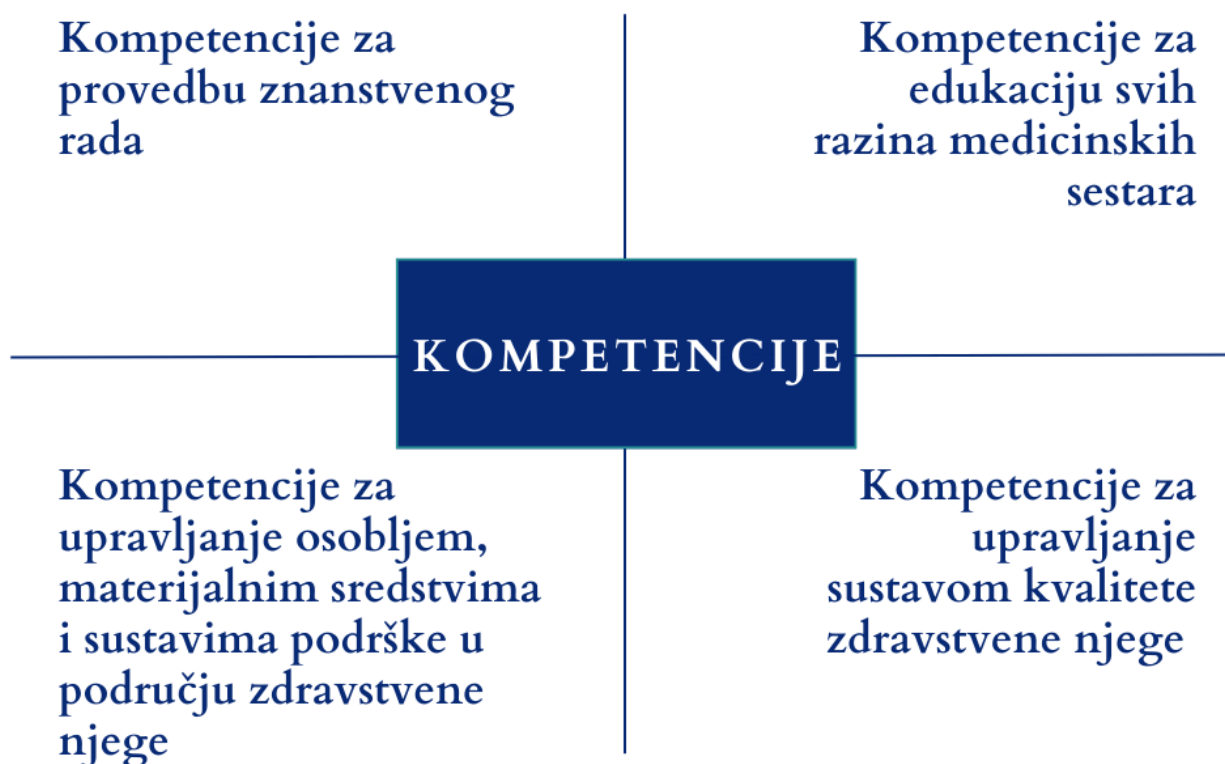 Kompetencije za
provedbu znanstvenog
rada
Kompetencije za
edukaciju svih
razina medicinskih
sestara
KOMPETENCIJE
Kompetencije za
upravljanje osobljem,
materijalnim sredstvima
i sustavima podrške u
području zdravstvene
njege
Kompetencije za
upravljanje
sustavom kvalitete
zdravstvene njege